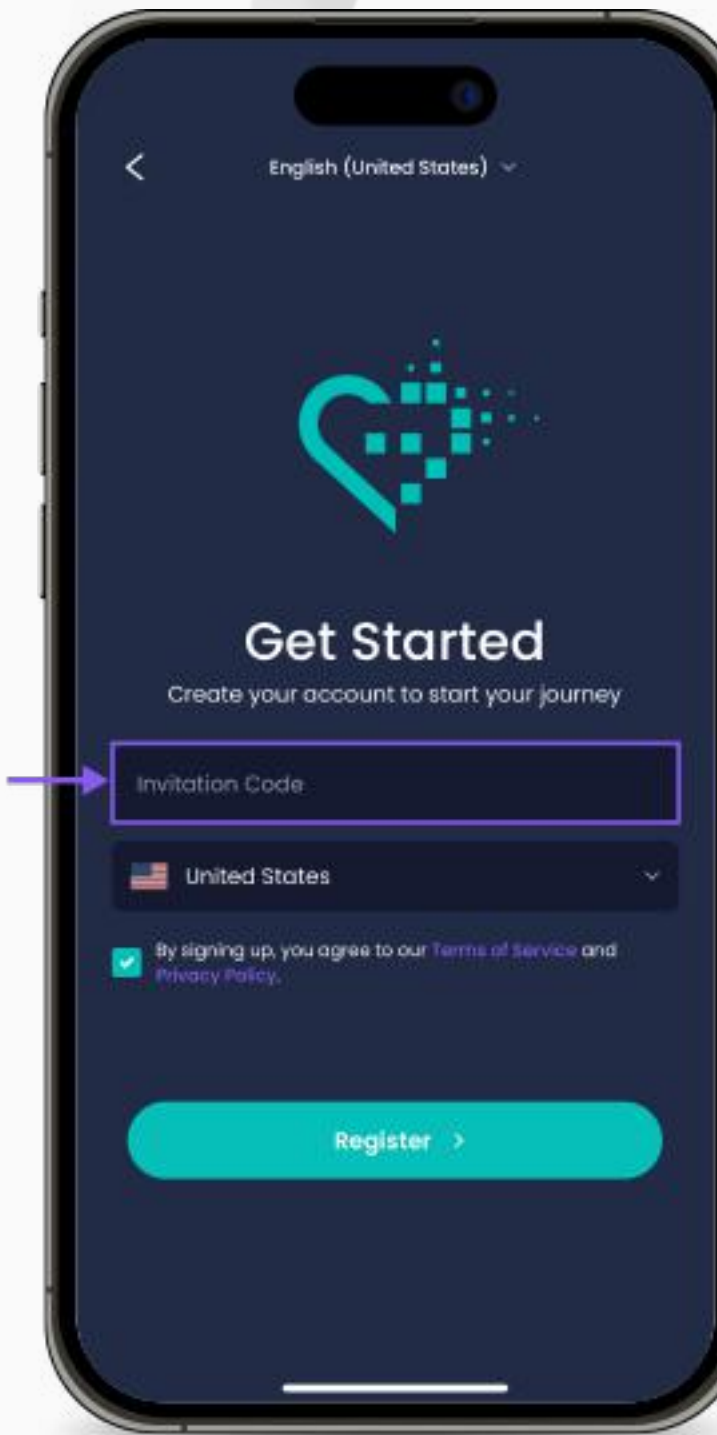 English (United States)
Get Started
Create your account to start your journey
Invitation Code
United States
By signing up, you agree to our Terms of Service and
Privacy Policy.
Register